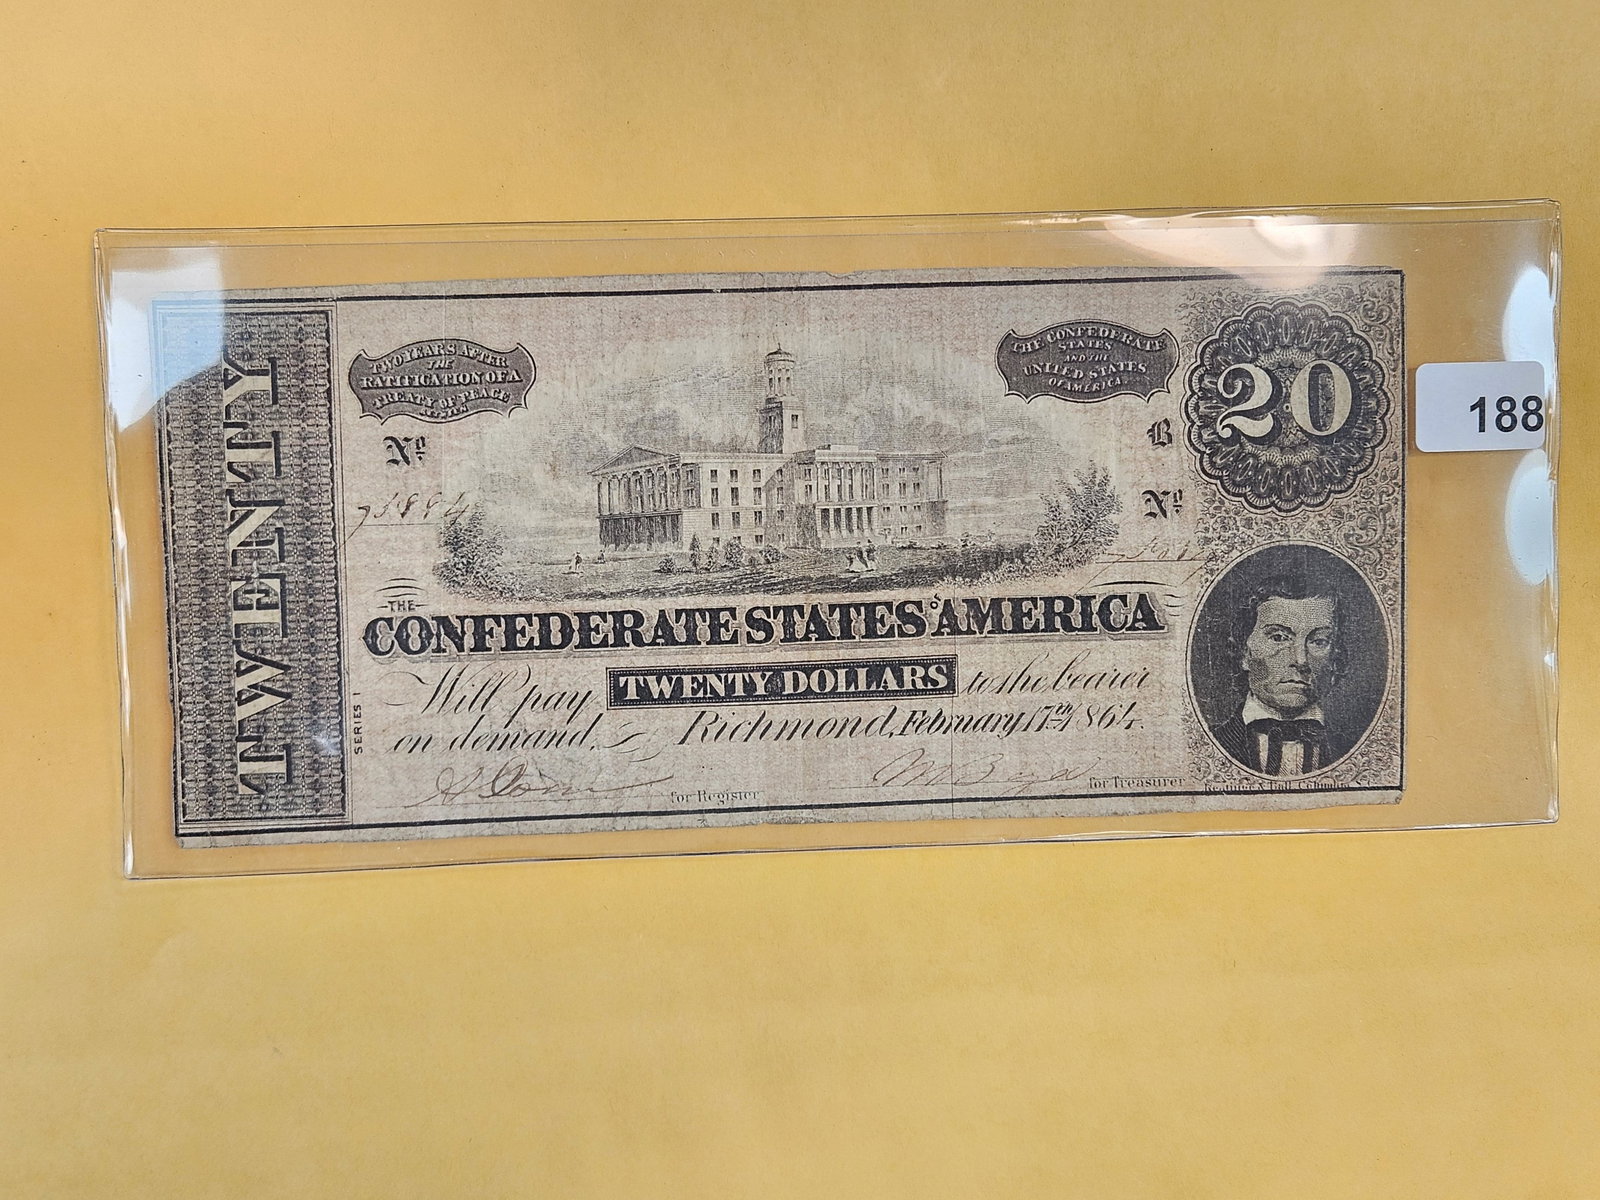 TWENTY
TWO YEARS AFTER
THE
RATIFICATION OF A
TREATY OF PEACE
BETWEEN
THE CONFEDERATE
STATES
AND THE
UNITED STATES
OF AMERICA.
20
188
Nº
B
Nº
THE
CONFEDERATE STATES OF AMERICA
Will pay TWENTY DOLLARS to the bearer
on demand.
Richmond, February 17th 1864.
SERIES 1
for Register
for Treasurer